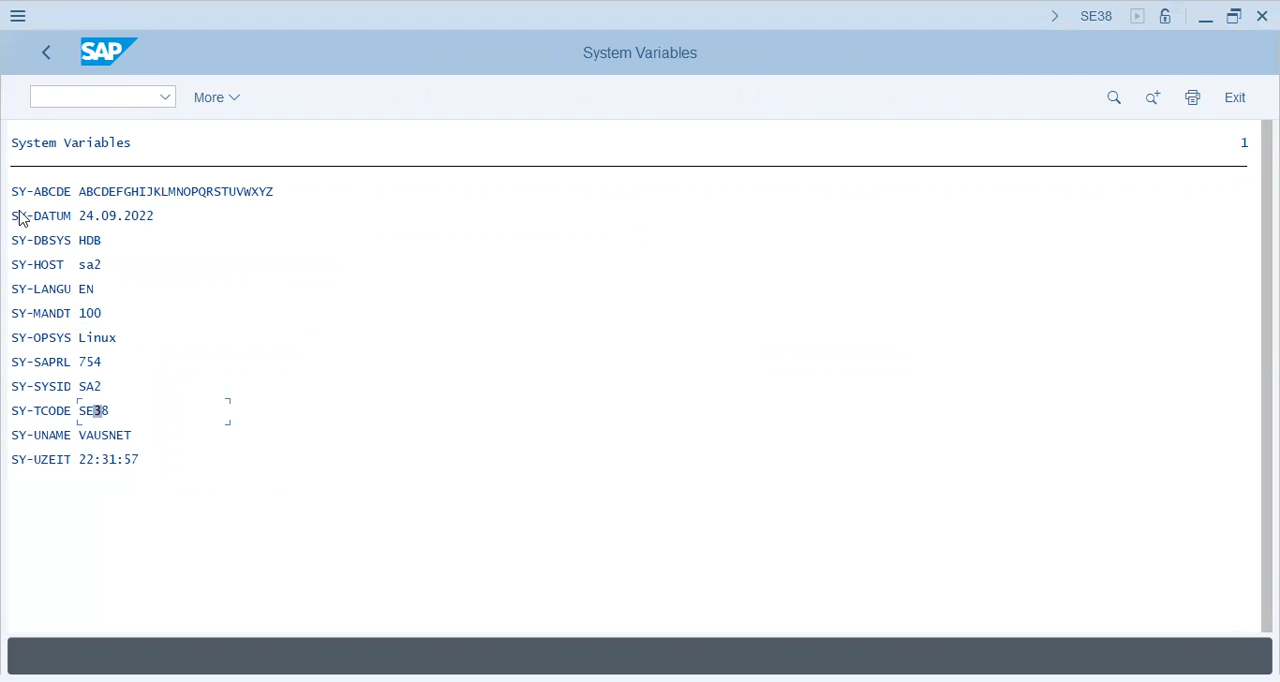 SE38
SAP
System Variables
More
Exit
System Variables 1
SY-ABCDE ABCDEFGHIJKLMNOPQRSTUVWXYZ
SY-DATUM 24.09.2022
SY-DBSYS HDB
SY-HOST sa2
SY-LANGU EN
SY-MANDT 100
SY-OPSYS Linux
SY-SAPRL 754
SY-SYSID SA2
SY-TCODE SE38
SY-UNAME VAUSNET
SY-UZEIT 22:31:57